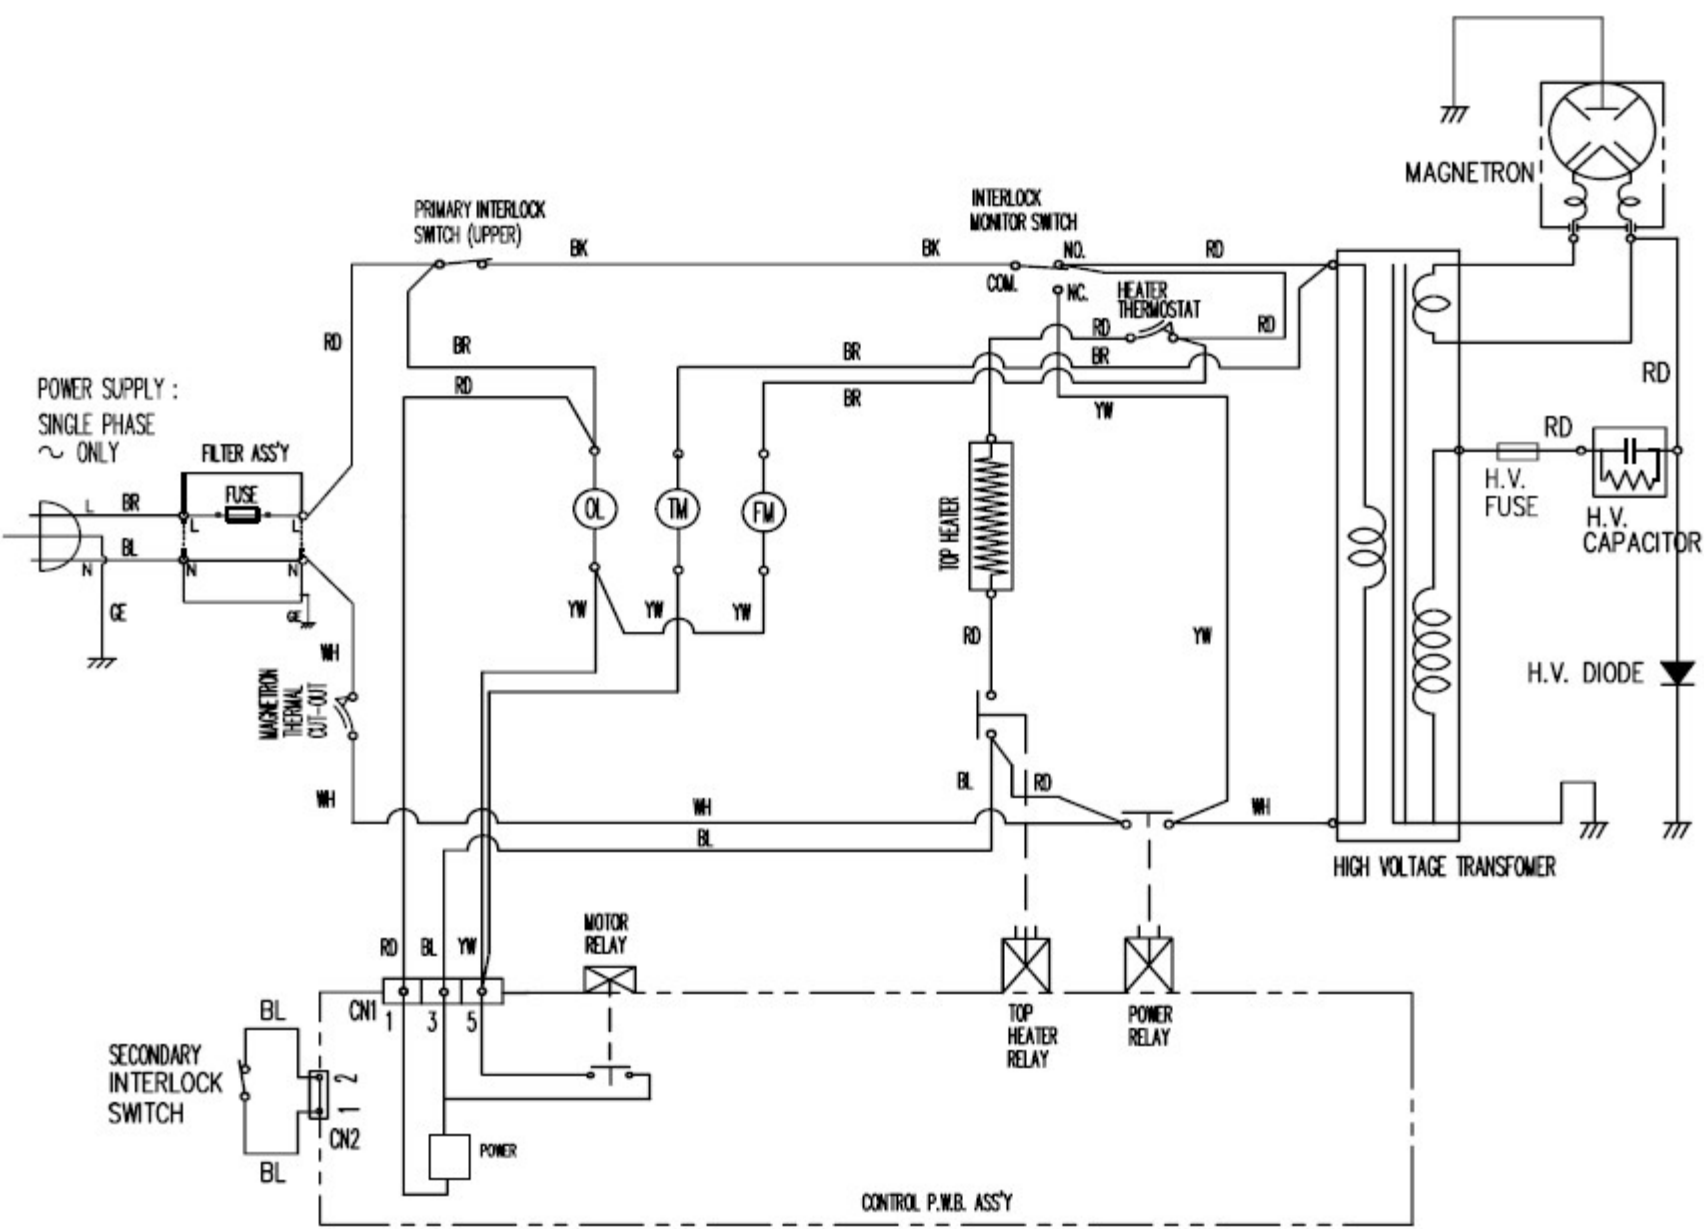 MAGNETRON
PRIMARY INTERLOCK
SWITCH (UPPER)
INTERLOCK
MONITOR SWITCH
BK
BK
NO.
RD
COM.
NC.
HEATER
THERMOSTAT
RD
RD
RD
BR
BR
BR
RD
BR
YW
RD
POWER SUPPLY :
SINGLE PHASE
~ ONLY
FILTER ASS'Y
FUSE
L
BR
L
L
BL
N
N
N
GE
GE
OL
TM
FM
TOP HEATER
RD
H.V.
FUSE
H.V.
CAPACITOR
YW
YW
YW
RD
YW
WH
MAGNETRON
THERMAL
CUT-OUT
H.V. DIODE
WH
WH
BL
RD
WH
BL
HIGH VOLTAGE TRANSFOMER
MOTOR
RELAY
RD
BL
YW
CN1
1
3
5
TOP
HEATER
RELAY
POWER
RELAY
BL
SECONDARY
INTERLOCK
SWITCH
2
1
CN2
BL
POWER
CONTROL P.W.B. ASS'Y